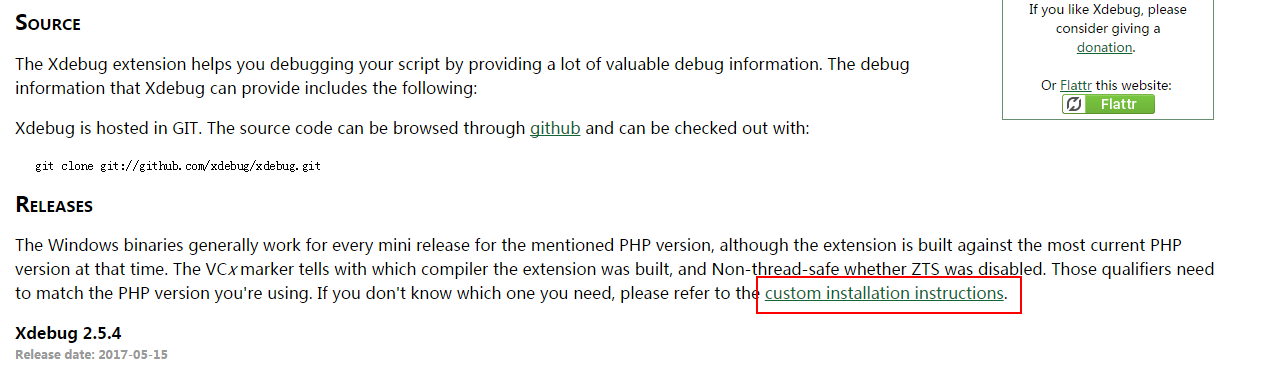 SOURCE
The Xdebug extension helps you debugging your script by providing a lot of valuable debug information. The debug
information that Xdebug can provide includes the following:
Xdebug is hosted in GIT. The source code can be browsed through github and can be checked out with:
git clone git://github.com/xdebug/xdebug.git
RELEASES
The Windows binaries generally work for every mini release for the mentioned PHP version, although the extension is built against the most current PHP
version at that time. The VCx marker tells with which compiler the extension was built, and Non-thread-safe whether ZTS was disabled. Those qualifiers need
to match the PHP version you're using. If you don't know which one you need, please refer to the custom installation instructions.
Xdebug 2.5.4
Release date: 2017-05-15
If you like Xdebug, please
consider giving a
donation.
Or Flattr this website:
Flattr